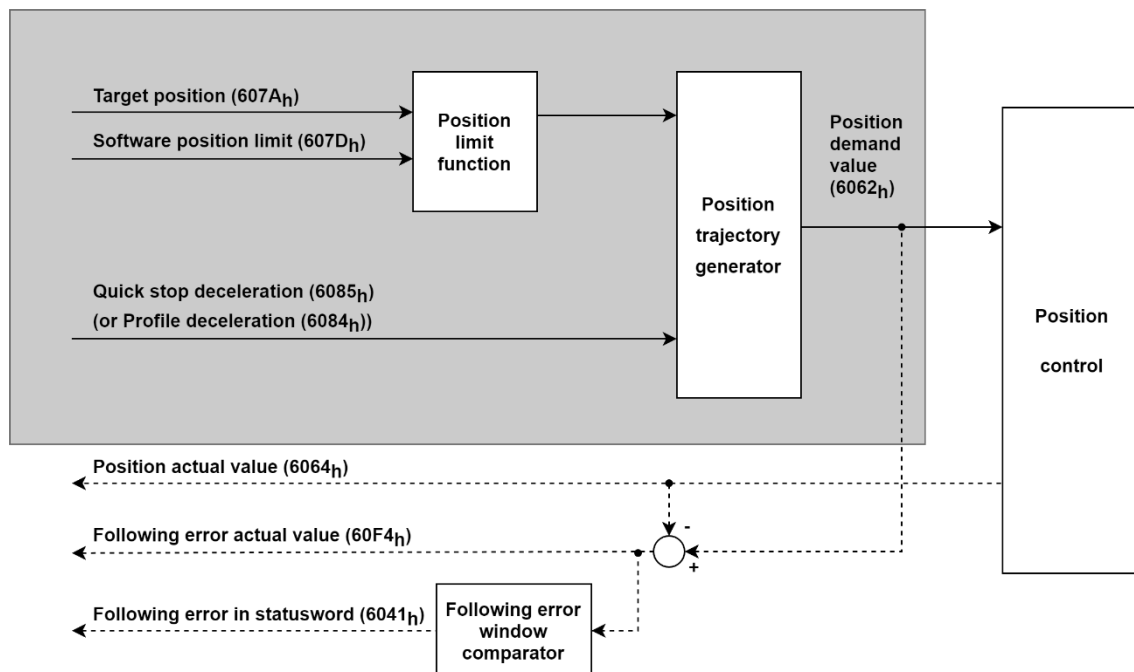 Target position (607Ah)
Software position limit (607Dh)
Position
limit
function
Position
demand
value
(6062h)
Position
trajectory
generator
Quick stop deceleration (6085h)
(or Profile deceleration (6084h))
Position
control
Position actual value (6064h)
-
Following error actual value (60F4h)
+
Following error in statusword (6041h)
Following error
window
comparator